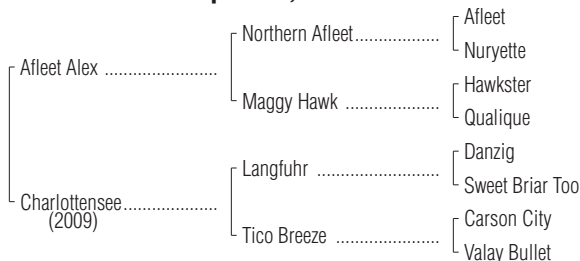 Afleet
Northern Afleet
Nuryette
Afleet Alex
Hawkster
Maggy Hawk
Qualique
Danzig
Langfuhr
Sweet Briar Too
Charlottensee
(2009)
Carson City
Tico Breeze
Valay Bullet